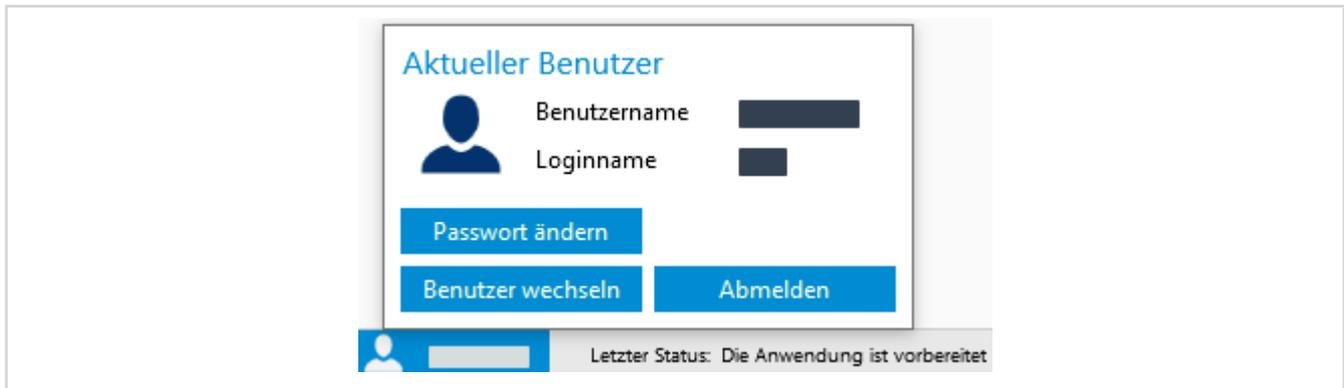 Aktueller Benutzer
Benutzername
Loginname
Passwort ändern
Benutzer wechseln
Abmelden
Letzter Status: Die Anwendung ist vorbereitet